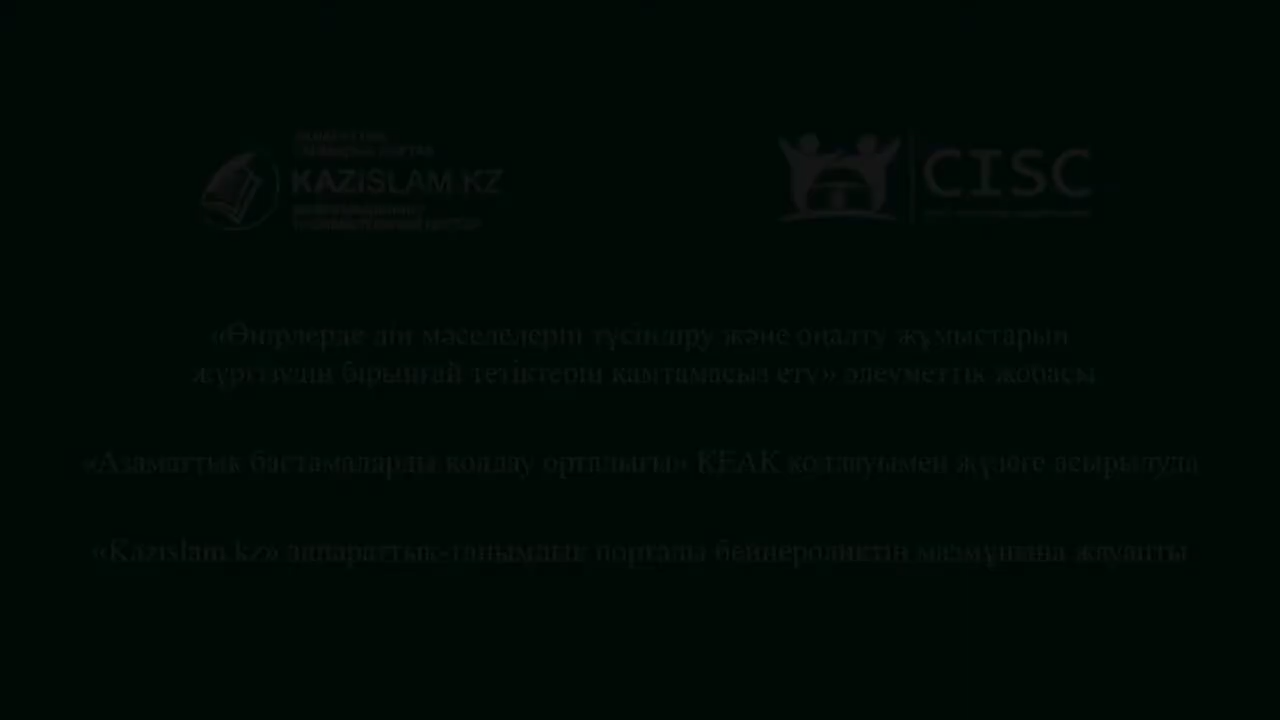 KAZISLAM.KZ
CISC
«Өңірлерде дін мәселелерін түсіндіру және оңалту жұмыстарын
жүргізудің бірыңғай тетіктерін қамтамасыз ету» әлеуметтік жобасы
«Азаматтық бастамаларды қолдау орталығы» КЕАҚ қолдауымен жүзеге асырылуда
«Kazislam.kz» ақпараттық-танымдық порталы бейнероликтің мазмұнына жауапты